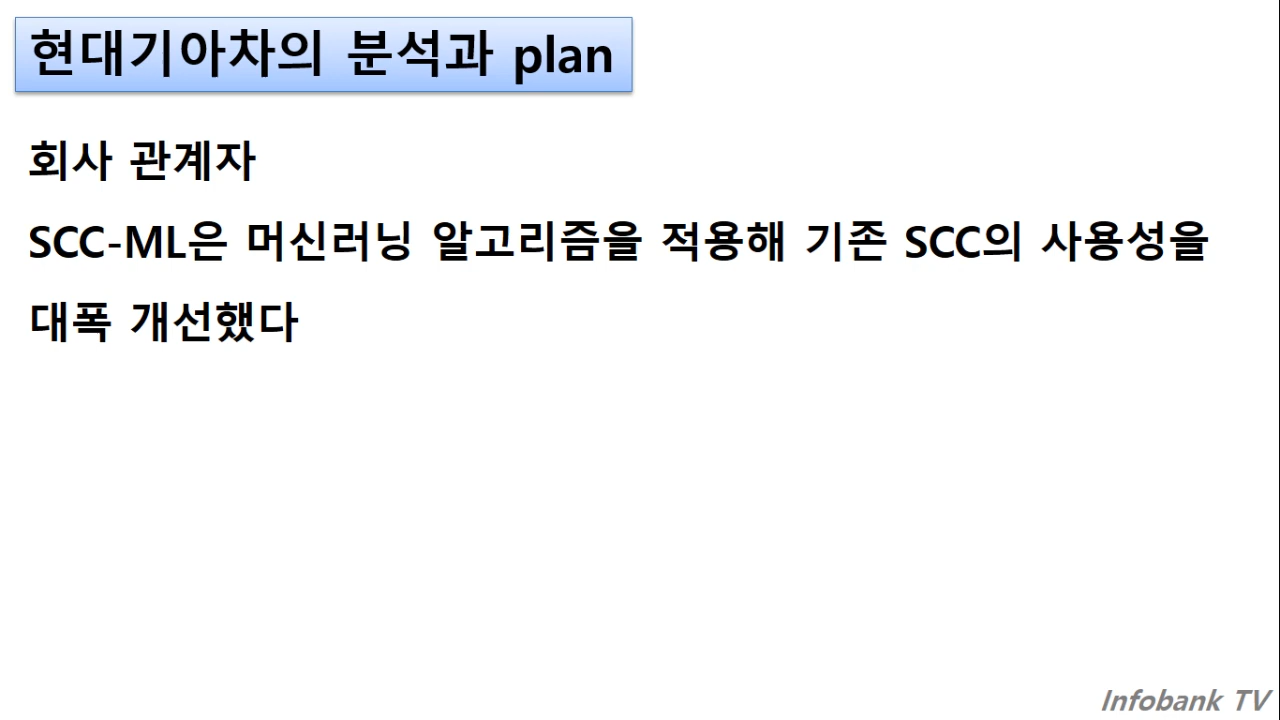 현대기아차의 분석과 plan
회사 관계자
SCC-ML은 머신러닝 알고리즘을 적용해 기존 SCC의 사용성을
대폭 개선했다
Infobank TV